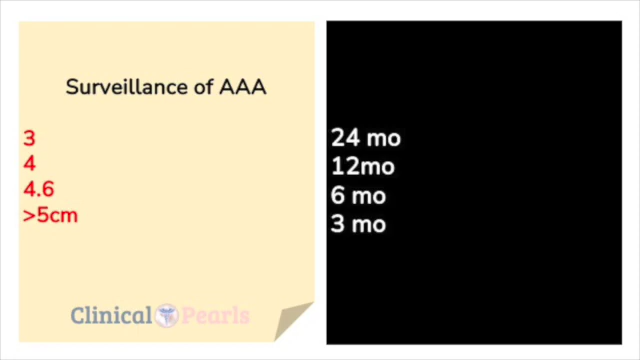 Surveillance of AAA
3
4
4.6
>5cm
Clinical Pearls
24 mo
12mo
6 mo
3 mo